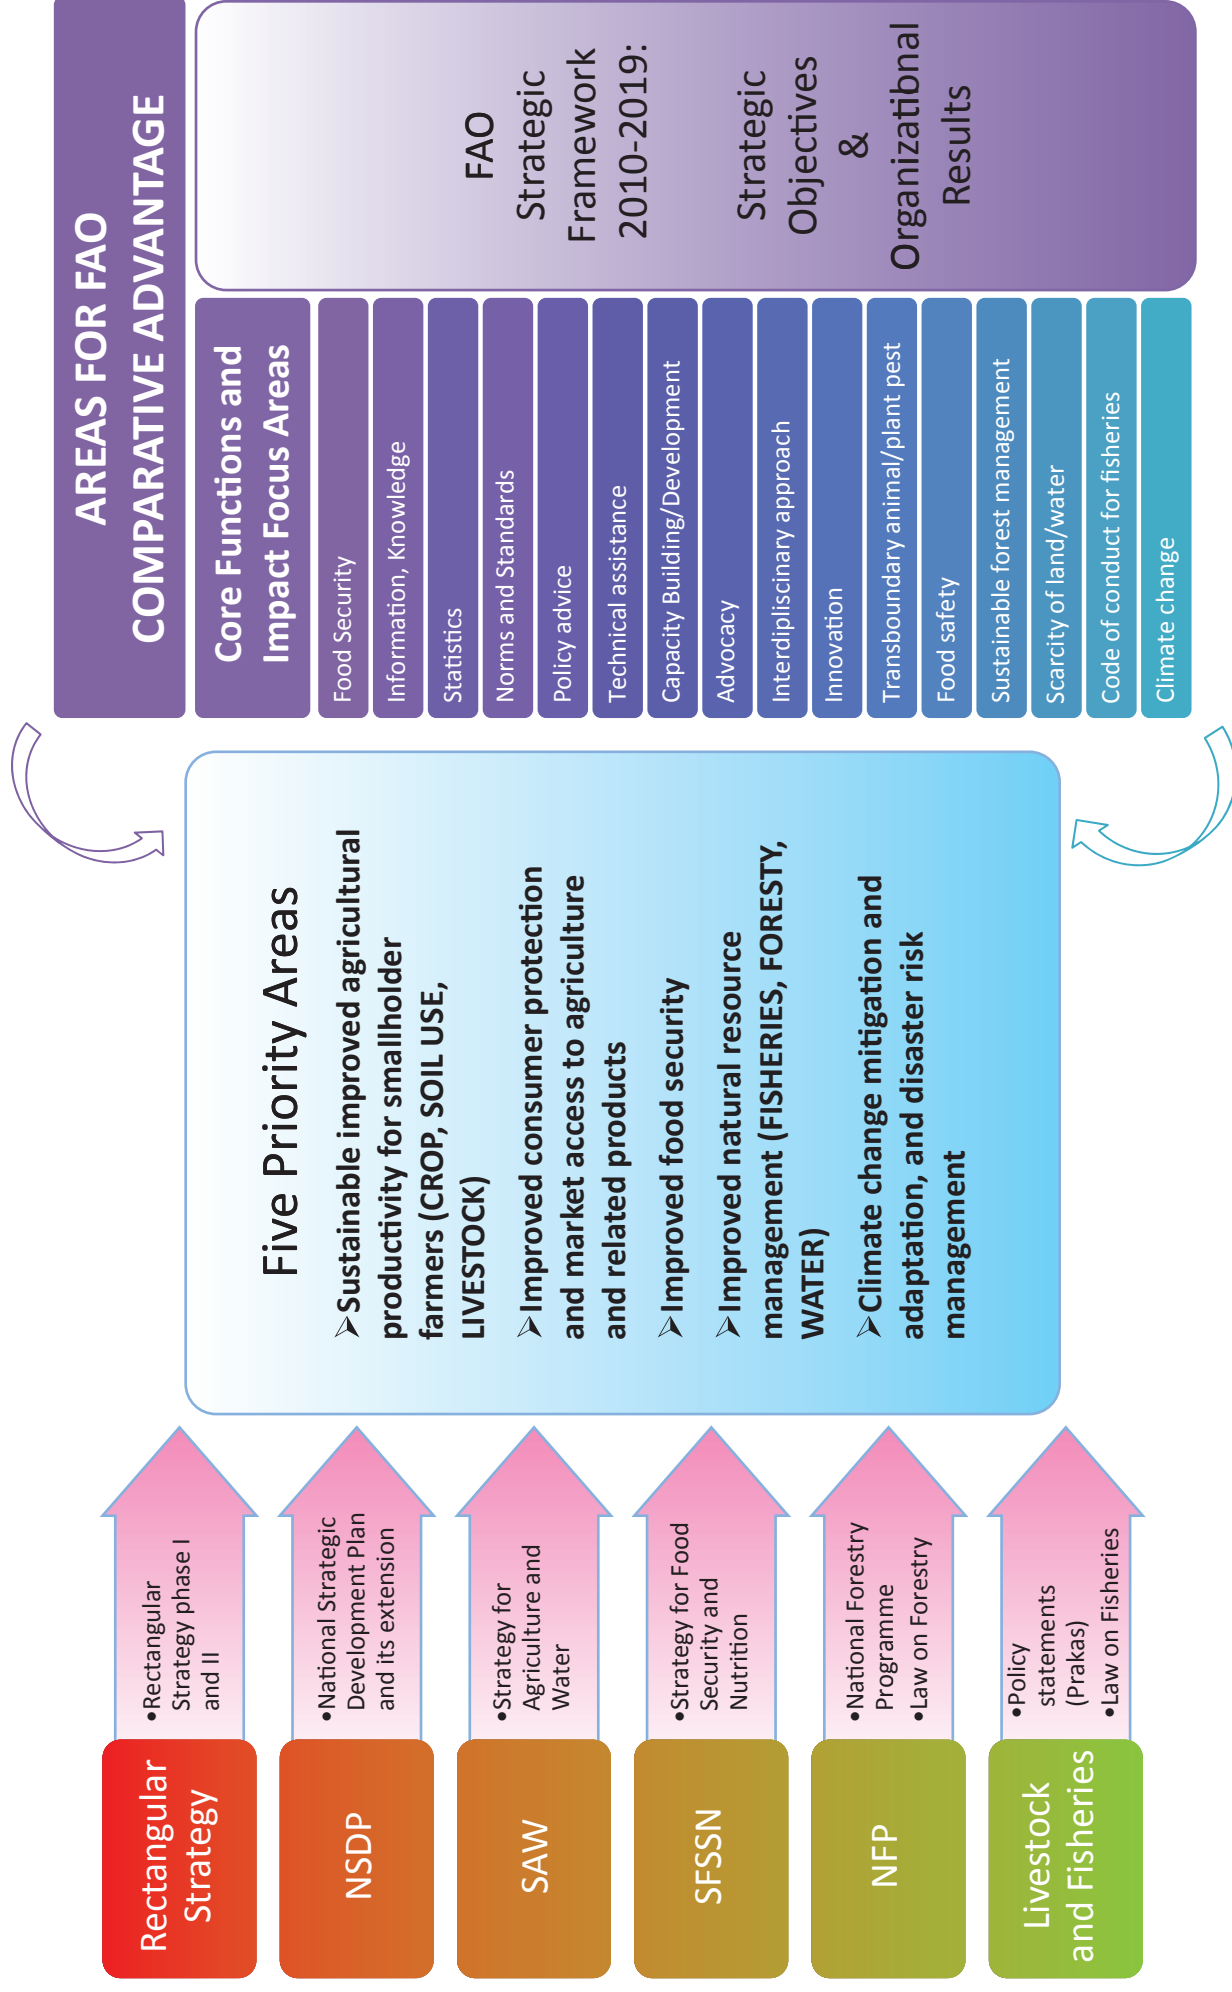 Rectangular
Strategy
•Rectangular
Strategy phase I
and II
NSDP
•National Strategic
Development Plan
and its extension
SAW
•Strategy for
Agriculture and
Water
SFSSN
•Strategy for Food
Security and
Nutrition
NFP
•National Forestry
Programme
•Law on Forestry
Livestock
and Fisheries
•Policy
statements
(Prakas)
•Law on Fisheries
Five Priority Areas
➢Sustainable improved agricultural
productivity for smallholder
farmers (CROP, SOIL USE,
LIVESTOCK)
➢Improved consumer protection
and market access to agriculture
and related products
➢Improved food security
➢Improved natural resource
management (FISHERIES, FORESTY,
WATER)
➢Climate change mitigation and
adaptation, and disaster risk
management
AREAS FOR FAO
COMPARATIVE ADVANTAGE
Core Functions and
Impact Focus Areas
Food Security
Information, Knowledge
Statistics
Norms and Standards
Policy advice
Technical assistance
Capacity Building/Development
Advocacy
Interdipliscinary approach
Innovation
Transboundary animal/plant pest
Food safety
Sustainable forest management
Scarcity of land/water
Code of conduct for fisheries
Climate change
FAO
Strategic
Framework
2010-2019:
Strategic
Objectives
&
Organizational
Results